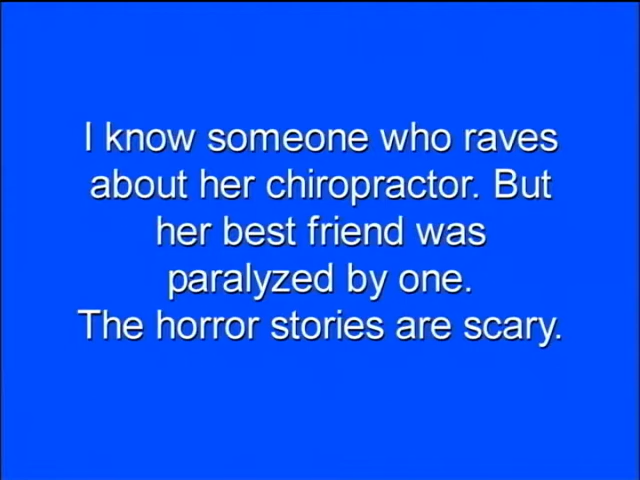 I know someone who raves
about her chiropractor. But
her best friend was
paralyzed by one.
The horror stories are scary.